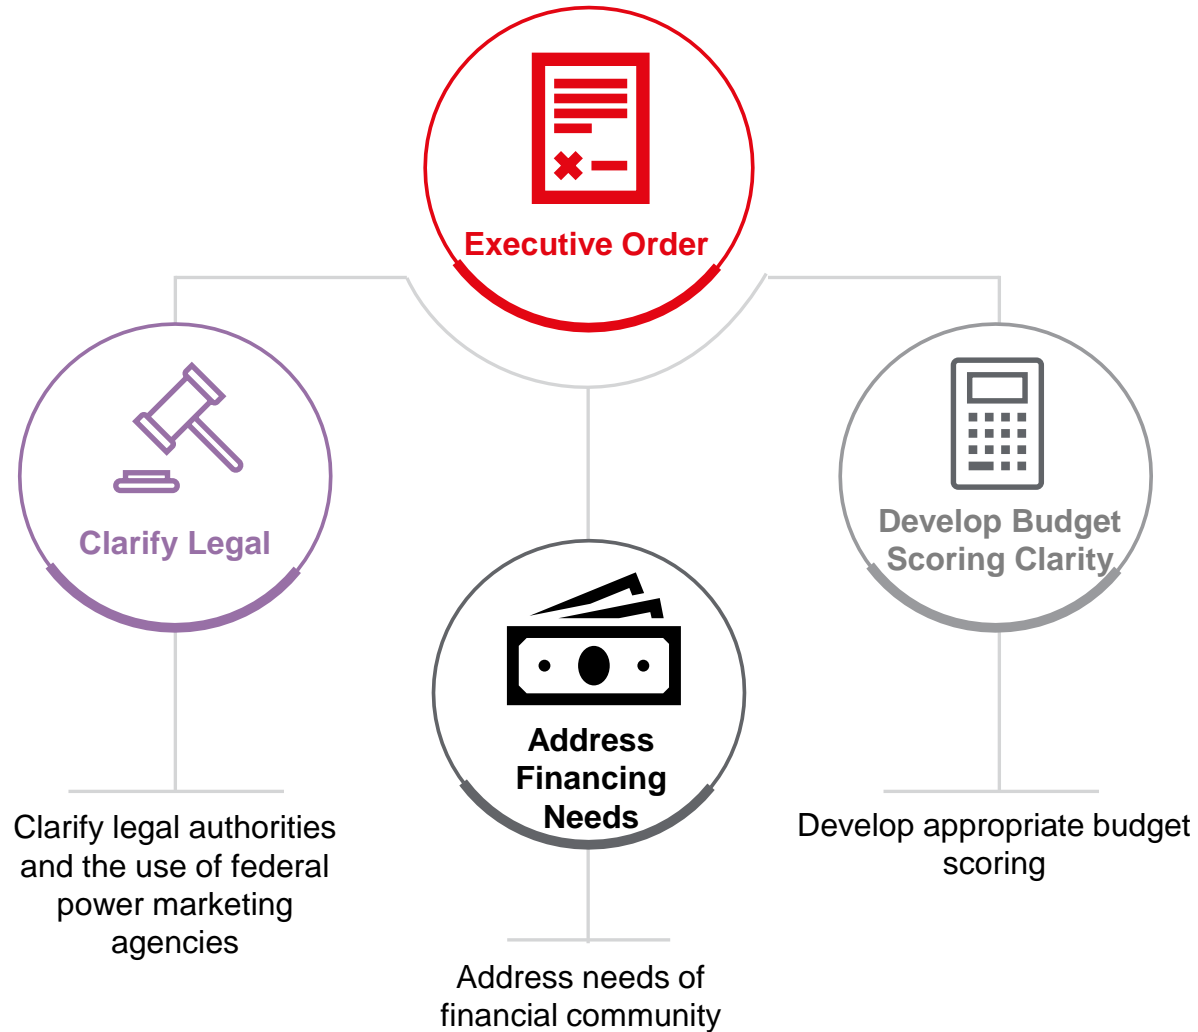 Executive Order
Clarify Legal
Clarify legal authorities
and the use of federal
power marketing
agencies
Address
Financing
Needs
Address needs of
financial community
Develop Budget
Scoring Clarity
Develop appropriate budget
scoring